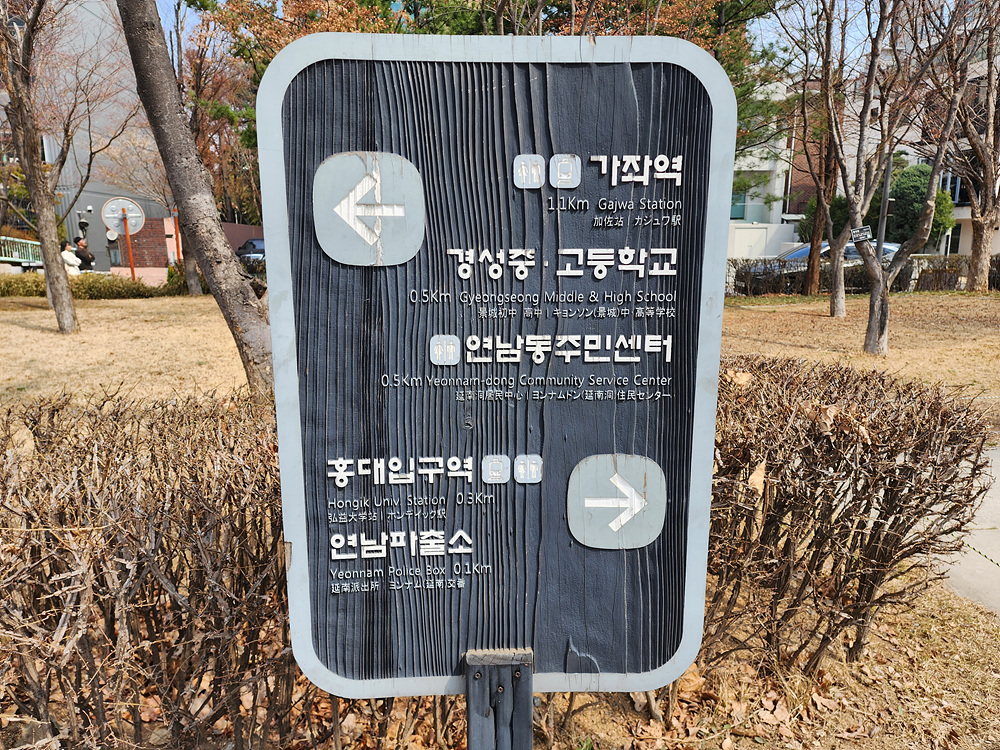 가좌역
1.1Km Gajwa Station
加佐站 | カジュワ駅
경성중·고등학교
0.5Km Gyeongseong Middle & High School
景城初中·高中 | キョンソン(景城)中·高等学校
연남동주민센터
0.5Km Yeonnam-dong Community Service Center
延南洞居民中心 | ヨンナムドン(延南洞)住民センター
홍대입구역
Hongik Univ. Station 0.3Km
弘益大学站 | ホンデイック駅
연남파출소
Yeonnam Police Box 0.1Km
延南派出所 · ヨンナム(延南)交番